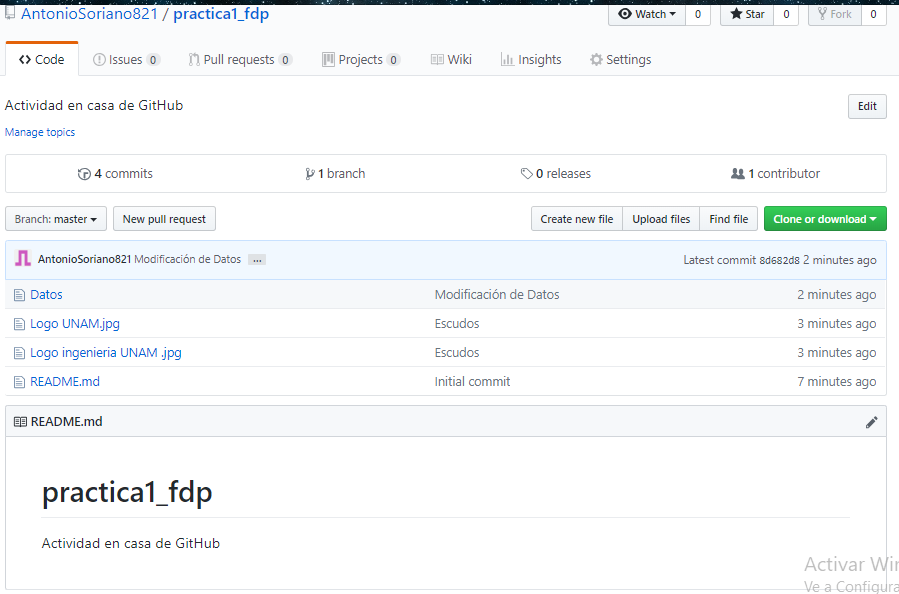 AntonioSoriano821 / practica1_fdp
Watch 0 Star 0 Fork 0
Code Issues 0 Pull requests 0 Projects 0 Wiki Insights Settings
Actividad en casa de GitHub Edit
Manage topics
4 commits 1 branch 0 releases 1 contributor
Branch: master New pull request Create new file Upload files Find file Clone or download
AntonioSoriano821 Modificación de Datos ... Latest commit 8d682d8 2 minutes ago
Datos Modificación de Datos 2 minutes ago
Logo UNAM.jpg Escudos 3 minutes ago
Logo ingenieria UNAM .jpg Escudos 3 minutes ago
README.md Initial commit 7 minutes ago
README.md
practica1_fdp
Actividad en casa de GitHub
Activar Win
Ve a Configura